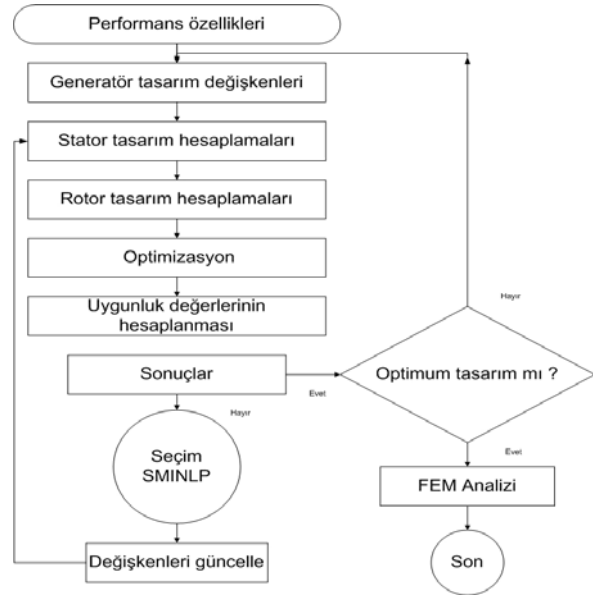 Performans özellikleri
Generatör tasarım değişkenleri
Stator tasarım hesaplamaları
Rotor tasarım hesaplamaları
Optimizasyon
Uygunluk değerlerinin
hesaplanması
Sonuçlar
Evet
Hayır
Seçim
SMINLP
Değişkenleri güncelle
Hayır
Optimum tasarım mı ?
Evet
FEM Analizi
Son